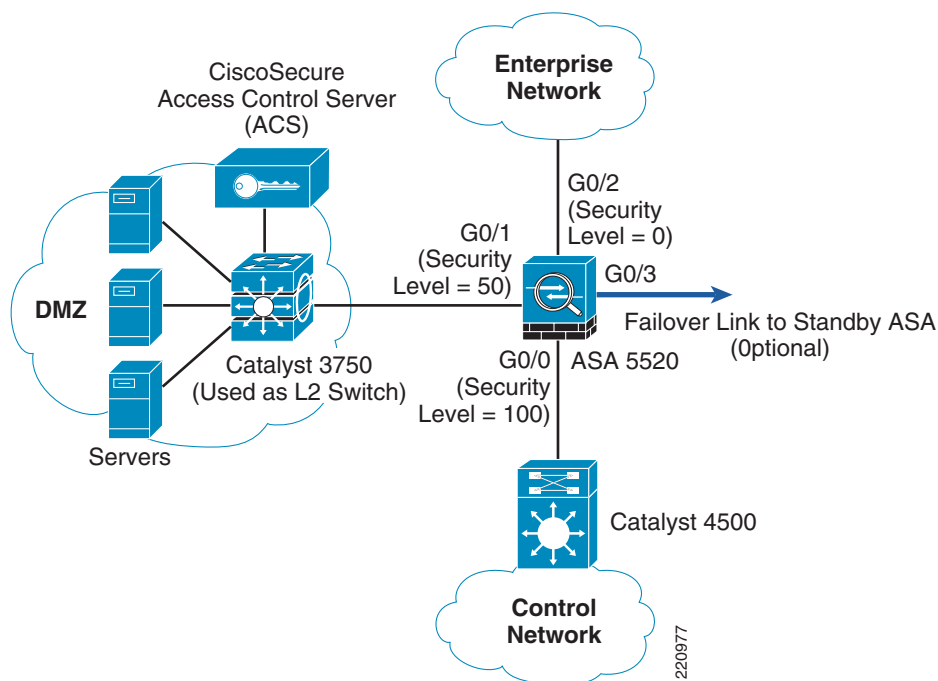 CiscoSecure
Access Control Server
(ACS)
Enterprise
Network
G0/2
(Security
Level = 0)
G0/1
(Security
Level = 50)
G0/3
DMZ
Failover Link to Standby ASA
(0ptional)
Catalyst 3750
(Used as L2 Switch)
G0/0
(Security
Level = 100)
ASA 5520
Servers
Catalyst 4500
Control
Network
220977